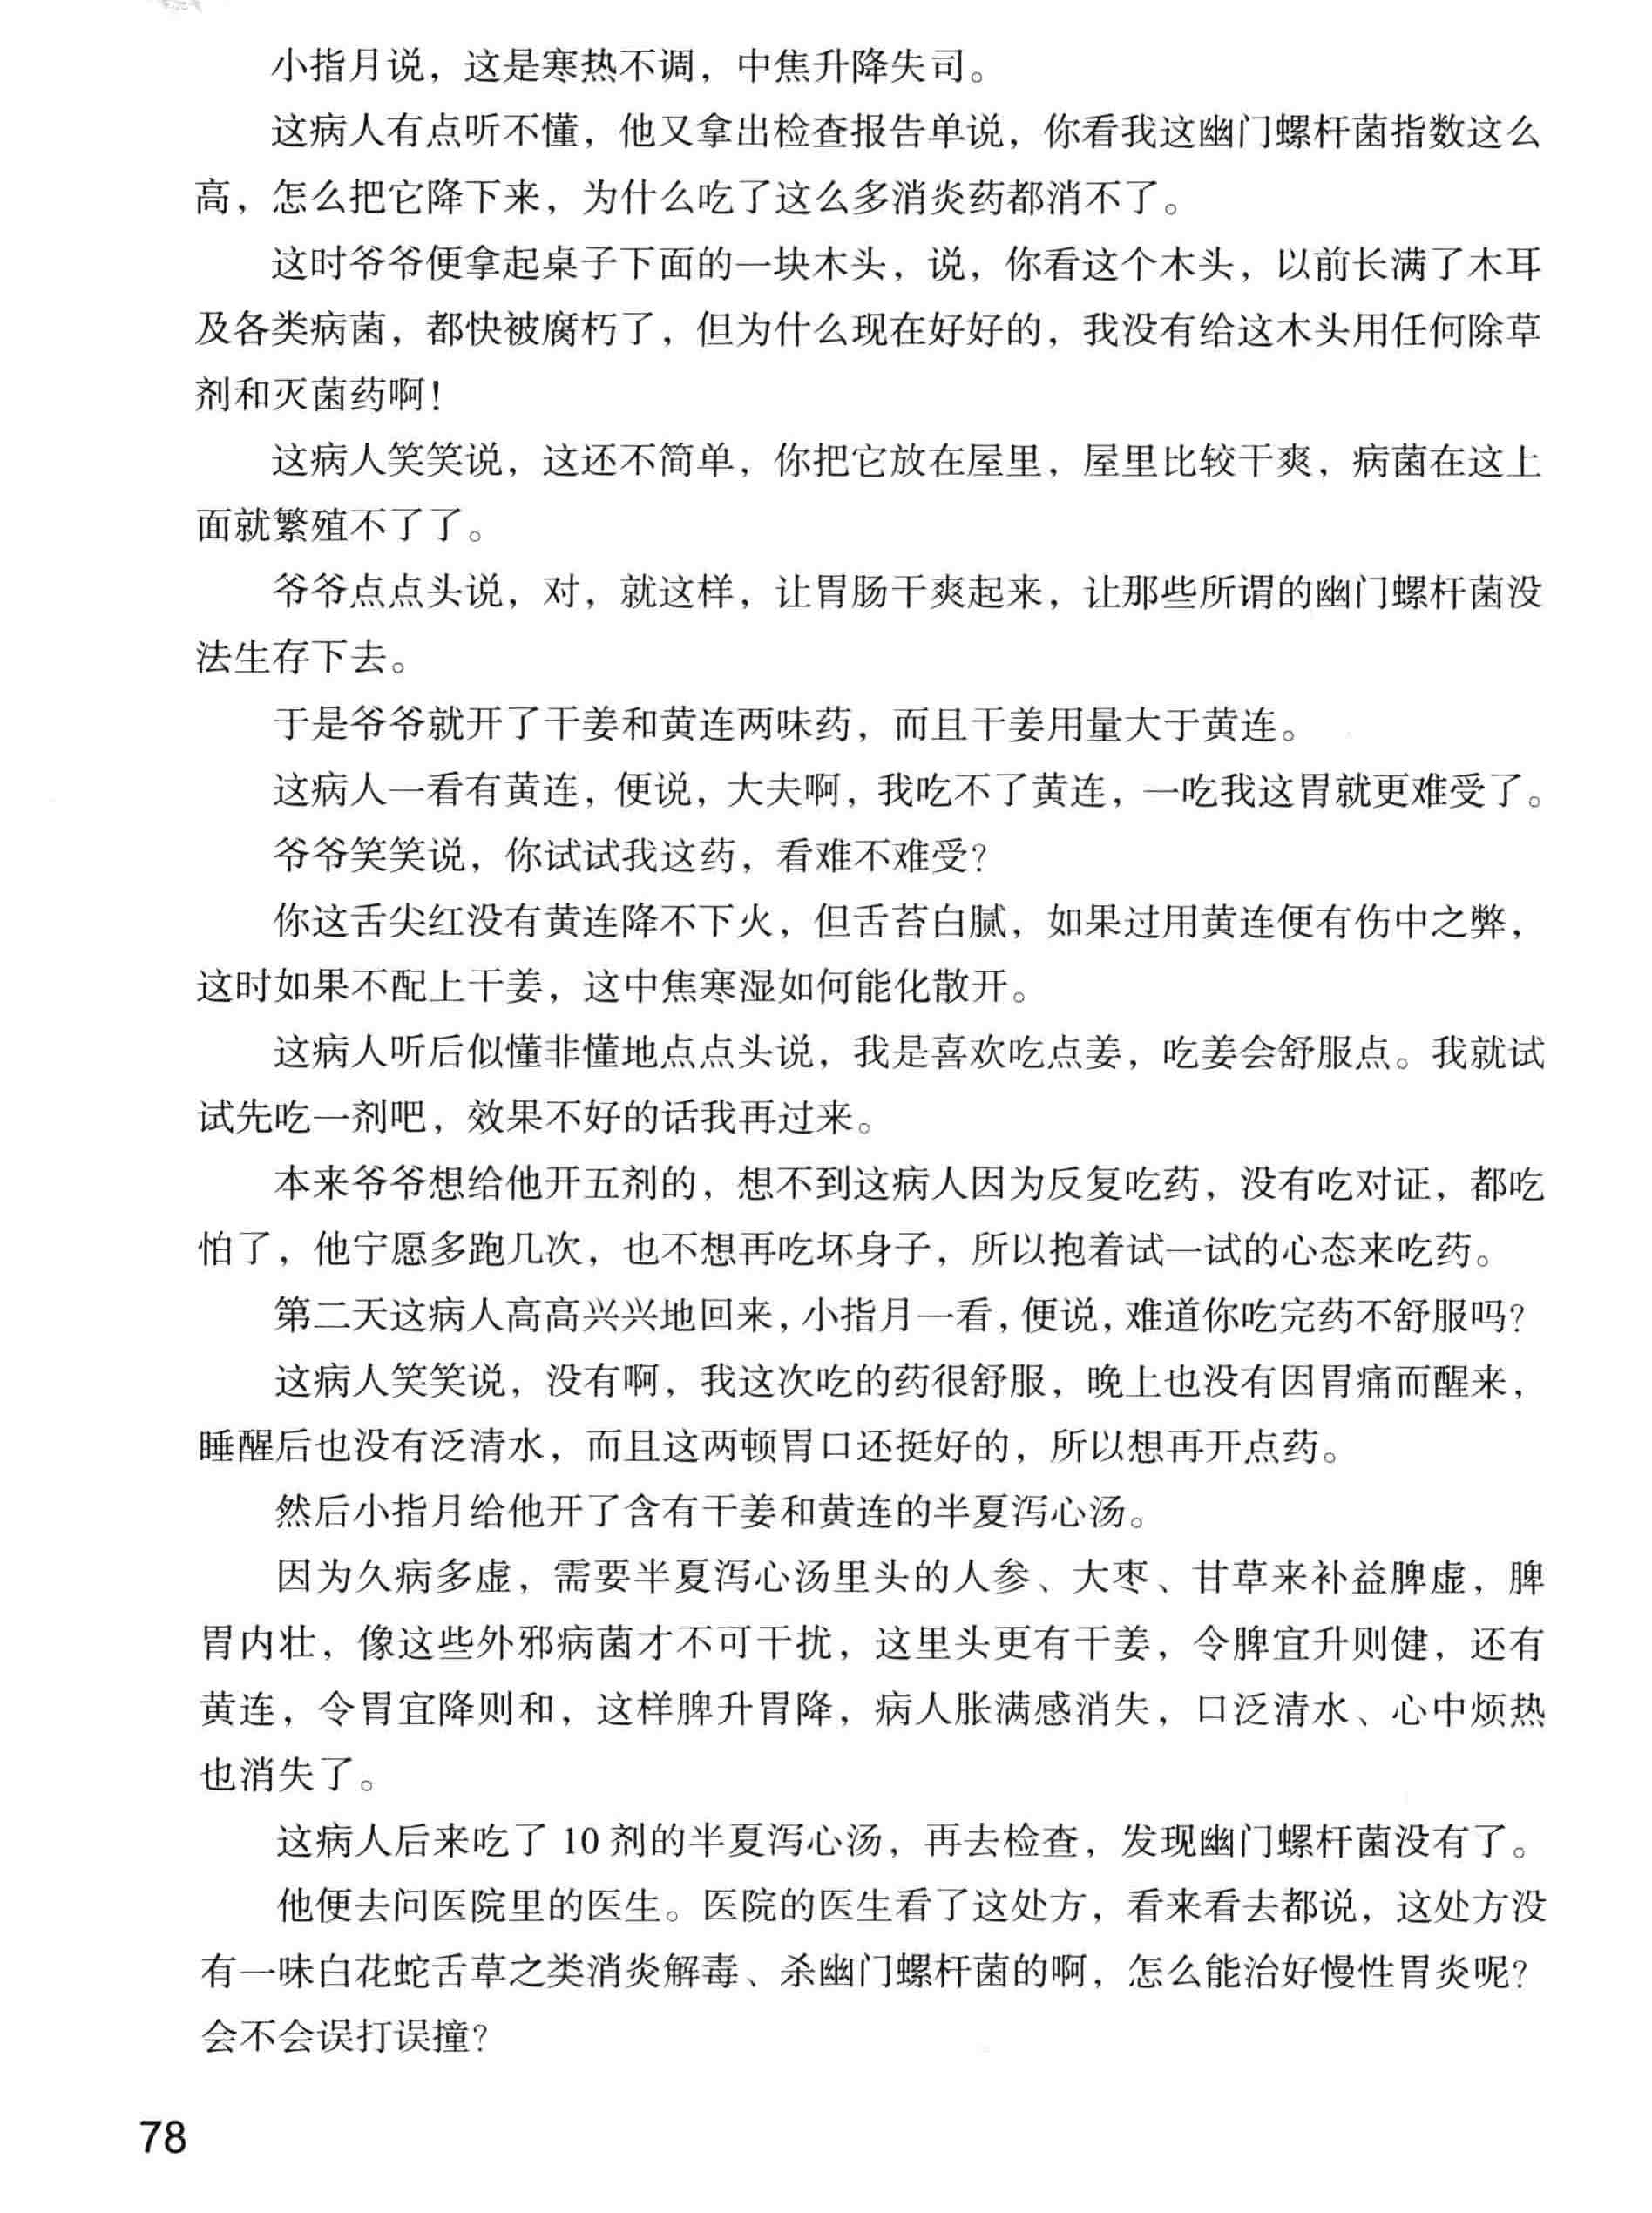 小指月说，这是寒热不调，中焦升降失司。
这病人有点听不懂，他又拿出检查报告单说，你看我这幽门螺杆菌指数这么
高，怎么把它降下来，为什么吃了这么多消炎药都消不了。
这时爷爷便拿起桌子下面的一块木头，说，你看这个木头，以前长满了木耳
及各类病菌，都快被腐朽了，但为什么现在好好的，我没有给这木头用任何除草
剂和灭菌药啊！
这病人笑笑说，这还不简单，你把它放在屋里，屋里比较干爽，病菌在这上
面就繁殖不了了。
爷爷点点头说，对，就这样，让胃肠干爽起来，让那些所谓的幽门螺杆菌没
法生存下去。
于是爷爷就开了干姜和黄连两味药，而且干姜用量大于黄连。
这病人一看有黄连，便说，大夫啊，我吃不了黄连，一吃我这胃就更难受了。
爷爷笑笑说，你试试我这药，看难不难受？
你这舌尖红没有黄连降不下火，但舌苔白腻，如果过用黄连便有伤中之弊，
这时如果不配上干姜，这中焦寒湿如何能化散开。
这病人听后似懂非懂地点点头说，我是喜欢吃点姜，吃姜会舒服点。我就试
试先吃一剂吧，效果不好的话我再过来。
本来爷爷想给他开五剂的，想不到这病人因为反复吃药，没有吃对证，都吃
怕了，他宁愿多跑几次，也不想再吃坏身子，所以抱着试一试的心态来吃药。
第二天这病人高高兴兴地回来，小指月一看，便说，难道你吃完药不舒服吗？
这病人笑笑说，没有啊，我这次吃的药很舒服，晚上也没有因胃痛而醒来，
睡醒后也没有泛清水，而且这两顿胃口还挺好的，所以想再开点药。
然后小指月给他开了含有干姜和黄连的半夏泻心汤。
因为久病多虚，需要半夏泻心汤里头的人参、大枣、甘草来补益脾虚，脾
胃内壮，像这些外邪病菌才不可干扰，这里头更有干姜，令脾宜升则健，还有
黄连，令胃宜降则和，这样脾升胃降，病人胀满感消失，口泛清水、心中烦热
也消失了。
这病人后来吃了 10 剂的半夏泻心汤，再去检查，发现幽门螺杆菌没有了。
他便去问医院里的医生。医院的医生看了这处方，看来看去都说，这处方没
有一味白花蛇舌草之类消炎解毒、杀幽门螺杆菌的啊，怎么能治好慢性胃炎呢？
会不会误打误撞？
78